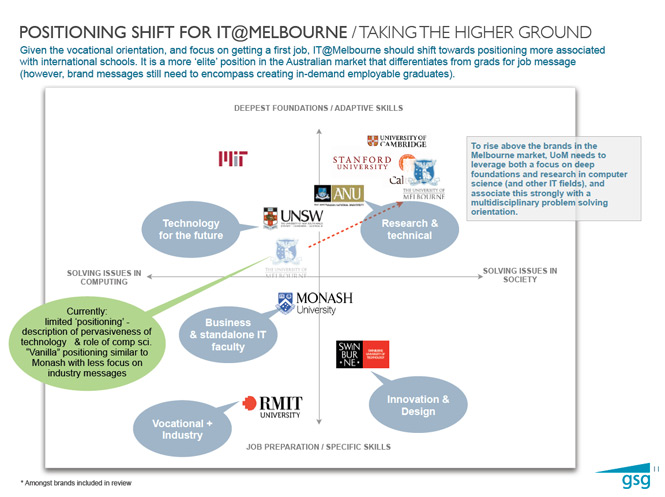 POSITIONING SHIFT FOR IT@MELBOURNE / TAKING THE HIGHER GROUND
Given the vocational orientation, and focus on getting a first job, IT@Melbourne should shift towards positioning more associated
with international schools. It is a more 'elite' position in the Australian market that differentiates from grads for job message
(however, brand messages still need to encompass creating in-demand employable graduates).
DEEPEST FOUNDATIONS / ADAPTIVE SKILLS
UNIVERSITY OF
CAMBRIDGE
MIT
STANFORD
UNIVERSITY
Cal
THE UNIVERSITY OF
MELBOURNE
To rise above the brands in the
Melbourne market, UoM needs to
leverage both a focus on deep
foundations and research in computer
science (and other IT fields), and
associate this strongly with a
multidisciplinary problem solving
orientation.
ANU
UNSW
Technology
for the future
Research &
technical
THE UNIVERSITY OF
MELBOURNE
SOLVING ISSUES IN
COMPUTING
SOLVING ISSUES IN
SOCIETY
MONASH
University
Currently:
limited 'positioning' -
description of pervasiveness of
technology & role of comp sci.
"Vanilla" positioning similar to
Monash with less focus on
industry messages
Business
& standalone IT
faculty
SWIN
BUR
NE
RMIT
UNIVERSITY
Innovation &
Design
Vocational +
Industry
JOB PREPARATION / SPECIFIC SKILLS
* Amongst brands included in review
gsg
11